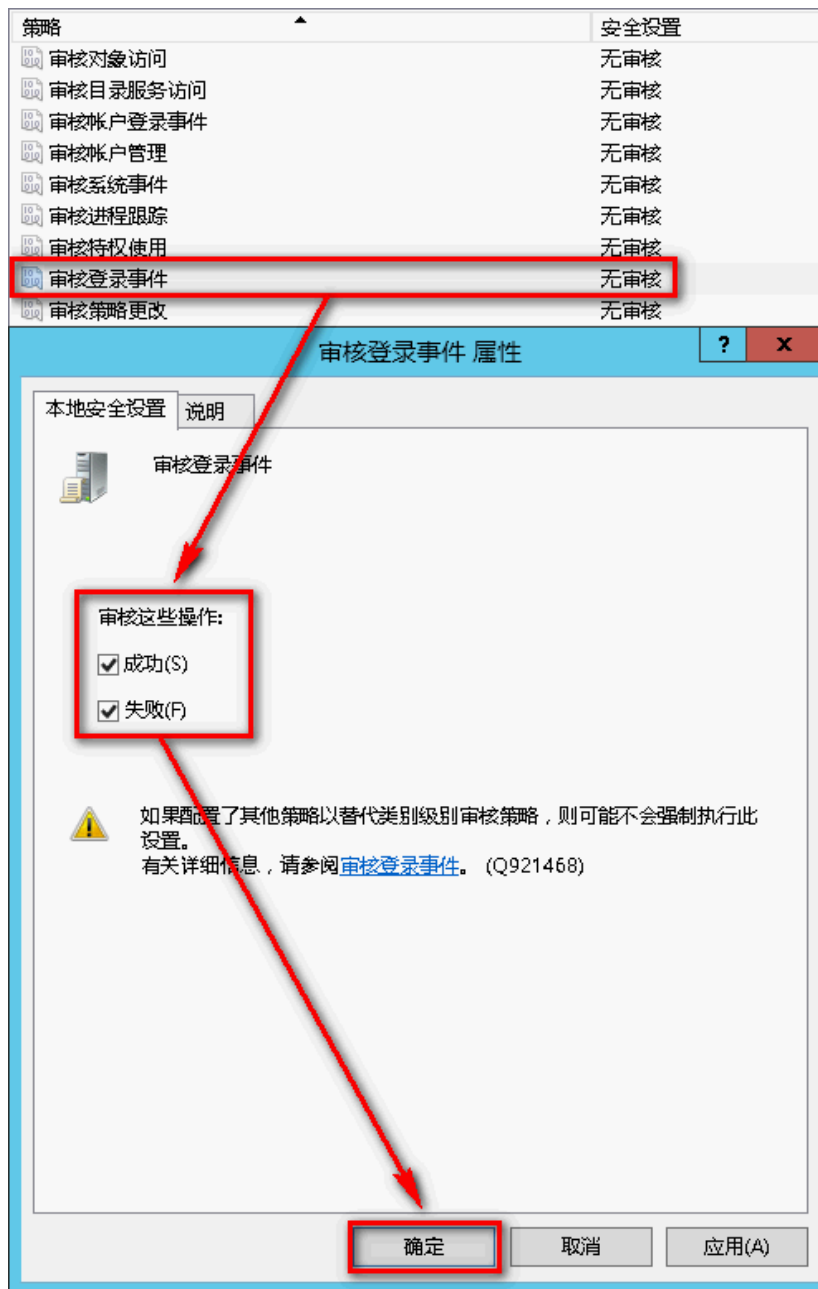 策略 安全设置
审核对象访问 无审核
审核目录服务访问 无审核
审核帐户登录事件 无审核
审核帐户管理 无审核
审核系统事件 无审核
审核进程跟踪 无审核
审核特权使用 无审核
审核登录事件 无审核
审核策略更改 无审核
审核登录事件 属性 ? x
本地安全设置 说明
审核登录事件
审核这些操作:
成功(S)
失败(F)
如果配置了其他策略以替代类别级别审核策略，则可能不会强制执行此
设置。
有关详细信息，请参阅审核登录事件。 (Q921468)
确定 取消 应用(A)